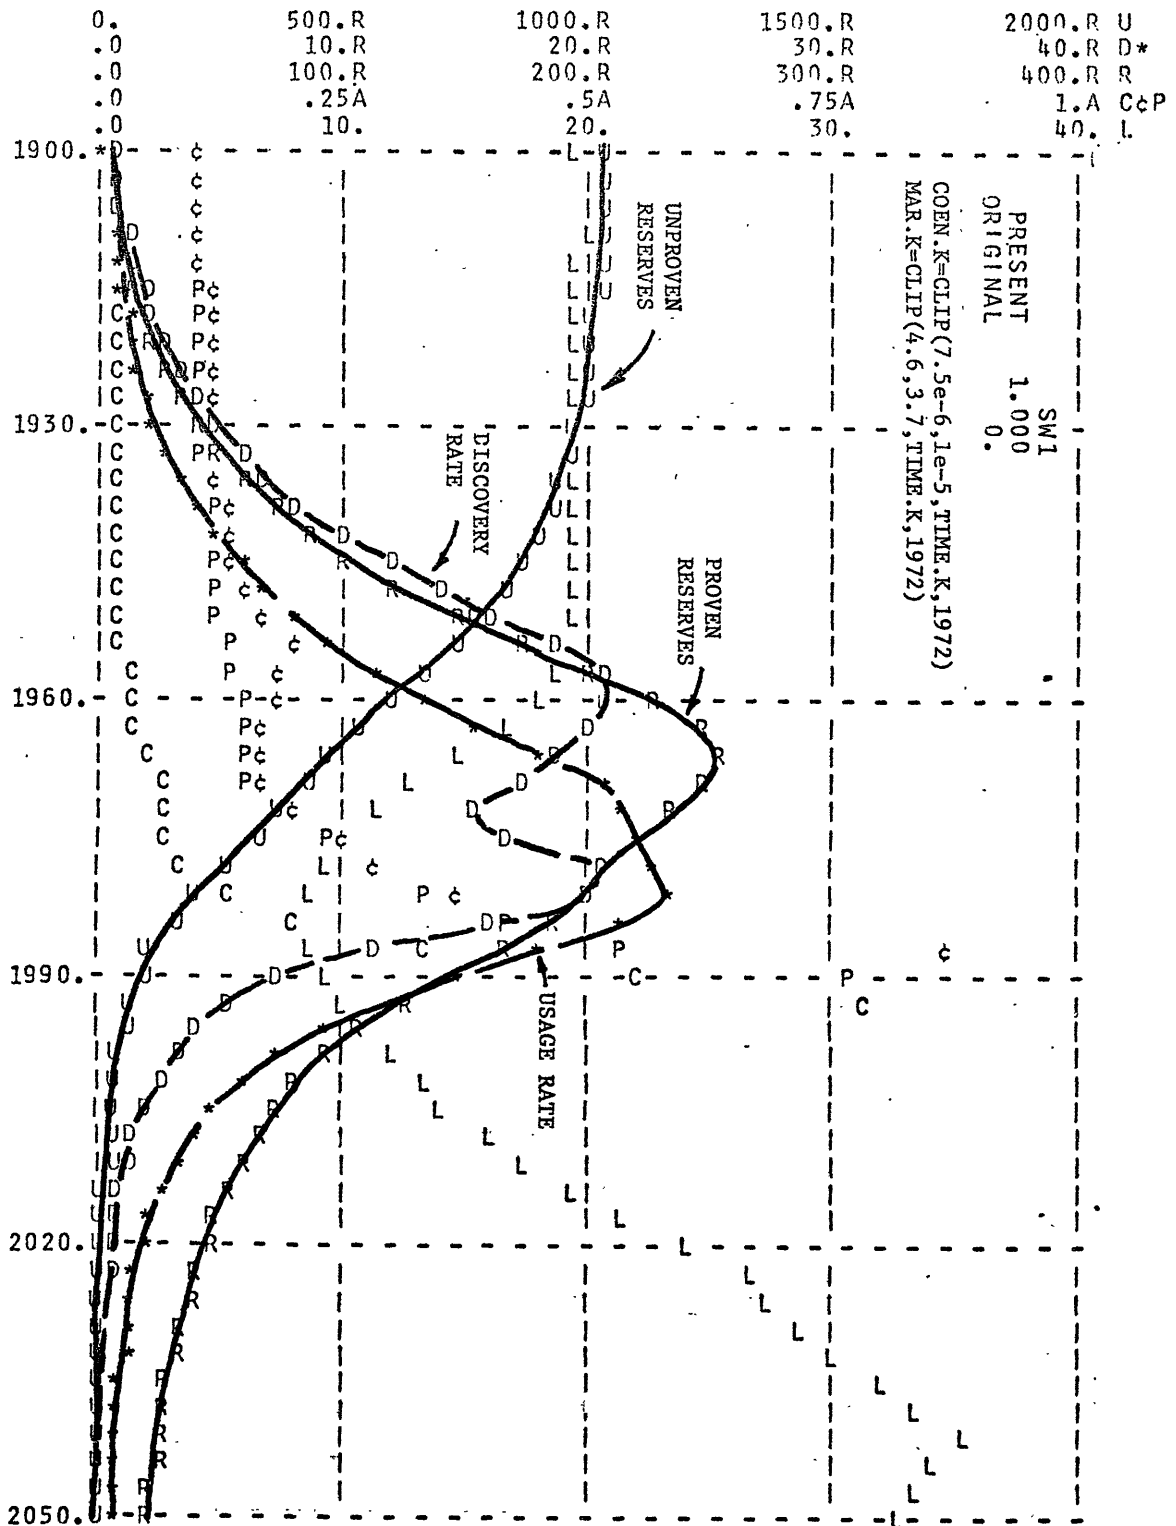 0. 500.R 1000.R 1500.R 2000.R U
.0 10.R 20.R 30.R 40.R D*
.0 100.R 200.R 300.R 400.R R
.0 .25A .5A .75A 1.A C¢P
.0 10. 20. 30. 40. L
1900.
1930.
1960.
1990.
2020.
2050.
SW1
PRESENT 1.000
ORIGINAL 0.
COEN.K=CLIP(7.5e-6,1e-5,TIME.K,1972)
MAR.K=CLIP(4.6,3.7,TIME.K,1972)
UNPROVEN
RESERVES
DISCOVERY
RATE
PROVEN
RESERVES
USAGE RATE